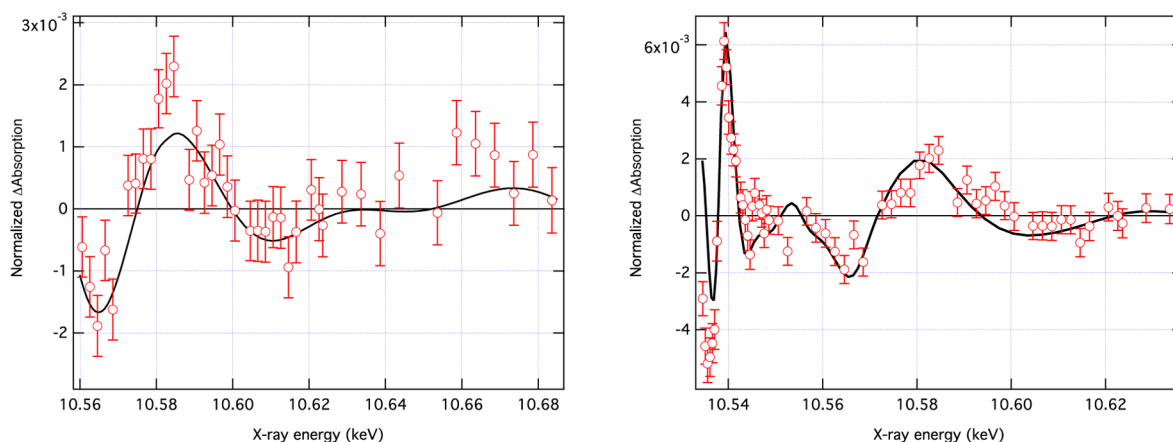 3x10⁻³
2
1
0
-1
-2
Normalized ΔAbsorption
10.56 10.58 10.60 10.62 10.64 10.66 10.68
X-ray energy (keV)
6x10⁻³
4
2
0
-2
-4
Normalized ΔAbsorption
10.54 10.56 10.58 10.60 10.62
X-ray energy (keV)